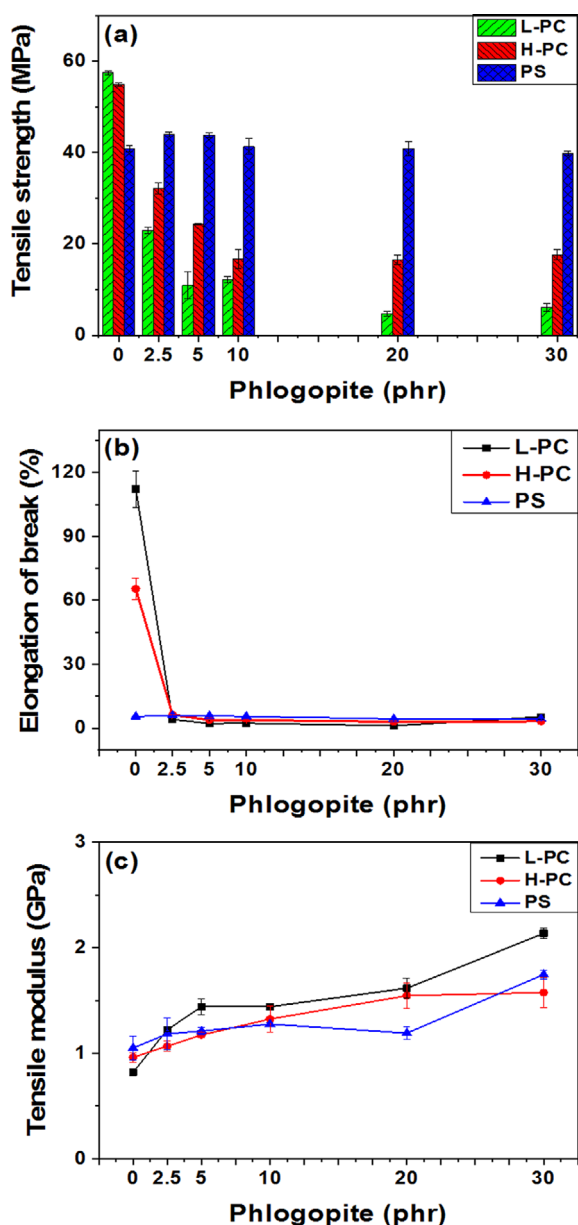 (a)
L-PC
H-PC
PS
Tensile strength (MPa)
60
40
20
0
0 2.5 5 10 20 30
Phlogopite (phr)
(b)
L-PC
H-PC
PS
Elongation of break (%)
120
90
60
30
0
0 2.5 5 10 20 30
Phlogopite (phr)
(c)
L-PC
H-PC
PS
Tensile modulus (GPa)
3
2
1
0
0 2.5 5 10 20 30
Phlogopite (phr)